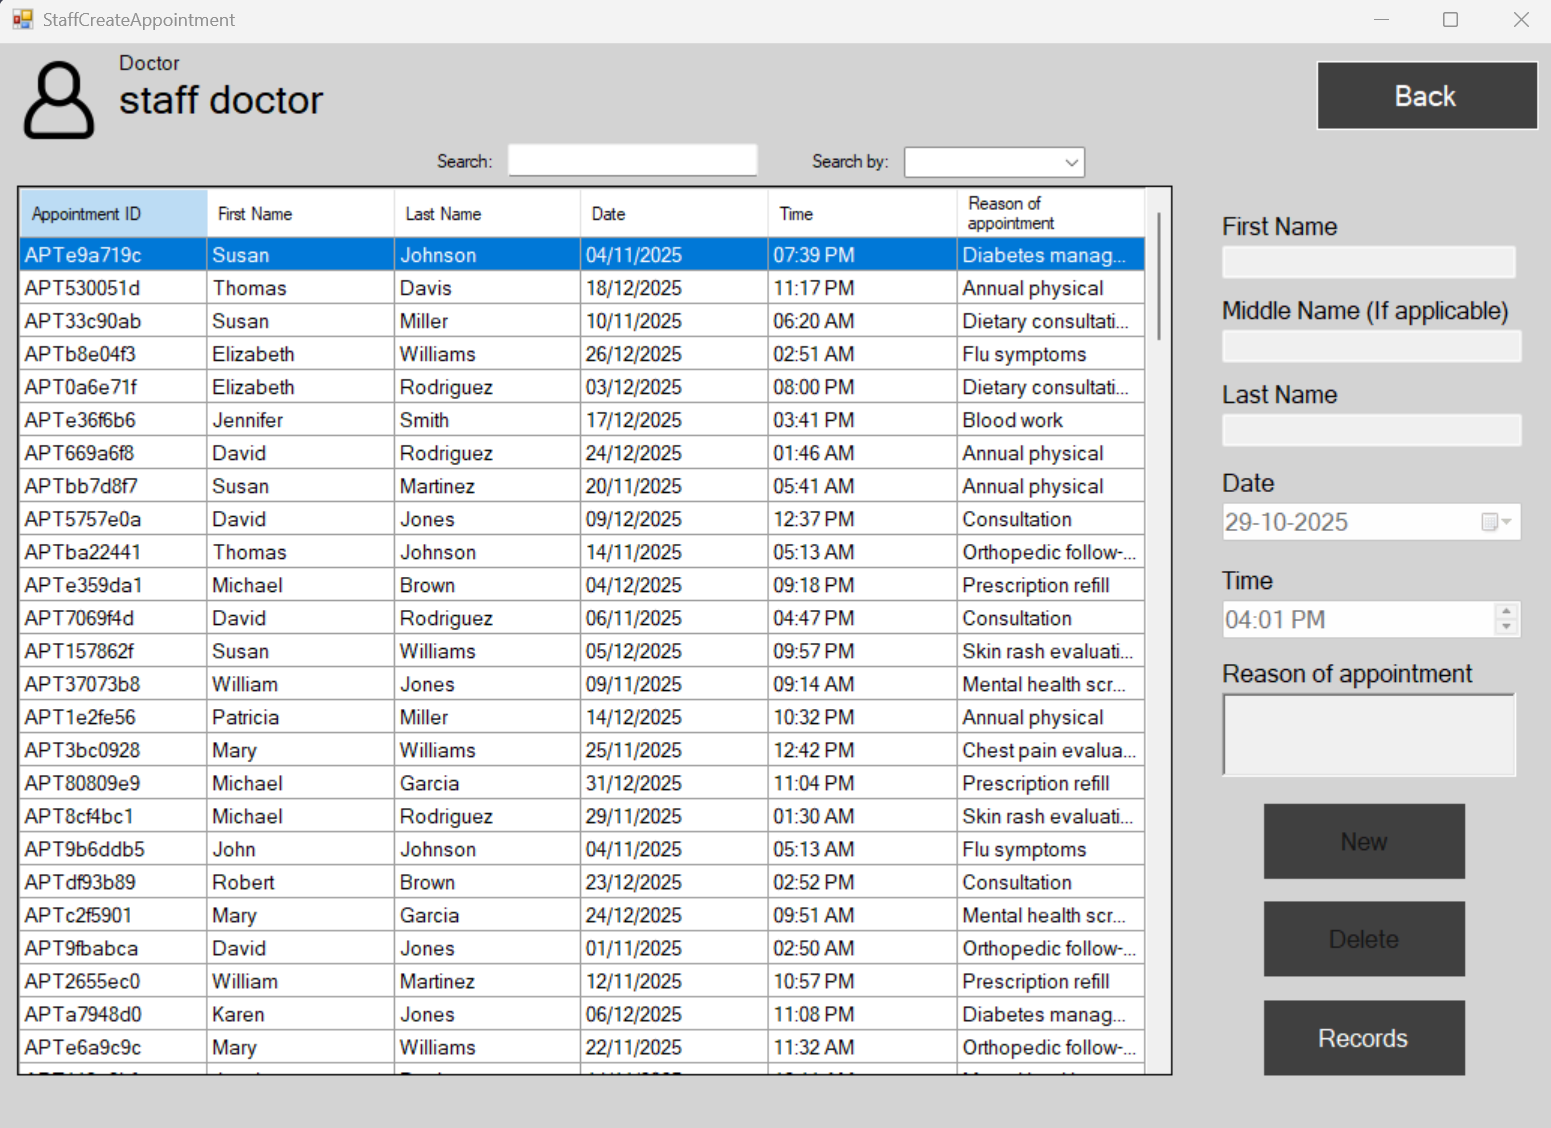 StaffCreateAppointment
Doctor
staff doctor
Back
Search:
Search by:
Appointment ID First Name Last Name Date Time Reason of appointment
APTe9a719c Susan Johnson 04/11/2025 07:39 PM Diabetes manag...
APT530051d Thomas Davis 18/12/2025 11:17 PM Annual physical
APT33c90ab Susan Miller 10/11/2025 06:20 AM Dietary consultati...
APTb8e04f3 Elizabeth Williams 26/12/2025 02:51 AM Flu symptoms
APT0a6e71f Elizabeth Rodriguez 03/12/2025 08:00 PM Dietary consultati...
APTe36f6b6 Jennifer Smith 17/12/2025 03:41 PM Blood work
APT669a6f8 David Rodriguez 24/12/2025 01:46 AM Annual physical
APTbb7d8f7 Susan Martinez 20/11/2025 05:41 AM Annual physical
APT5757e0a David Jones 09/12/2025 12:37 PM Consultation
APTba22441 Thomas Johnson 14/11/2025 05:13 AM Orthopedic follow-...
APTe359da1 Michael Brown 04/12/2025 09:18 PM Prescription refill
APT7069f4d David Rodriguez 06/11/2025 04:47 PM Consultation
APT157862f Susan Williams 05/12/2025 09:57 PM Skin rash evaluati...
APT37073b8 William Jones 09/11/2025 09:14 AM Mental health scr...
APT1e2fe56 Patricia Miller 14/12/2025 10:32 PM Annual physical
APT3bc0928 Mary Williams 25/11/2025 12:42 PM Chest pain evalua...
APT80809e9 Michael Garcia 31/12/2025 11:04 PM Prescription refill
APT8cf4bc1 Michael Rodriguez 29/11/2025 01:30 AM Skin rash evaluati...
APT9b6ddb5 John Johnson 04/11/2025 05:13 AM Flu symptoms
APTdf93b89 Robert Brown 23/12/2025 02:52 PM Consultation
APTc2f5901 Mary Garcia 24/12/2025 09:51 AM Mental health scr...
APT9fbabca David Jones 01/11/2025 02:50 AM Orthopedic follow-...
APT2655ec0 William Martinez 12/11/2025 10:57 PM Prescription refill
APTa7948d0 Karen Jones 06/12/2025 11:08 PM Diabetes manag...
APTe6a9c9c Mary Williams 22/11/2025 11:32 AM Orthopedic follow-...
First Name
Middle Name (If applicable)
Last Name
Date
29-10-2025
Time
04:01 PM
Reason of appointment
New
Delete
Records